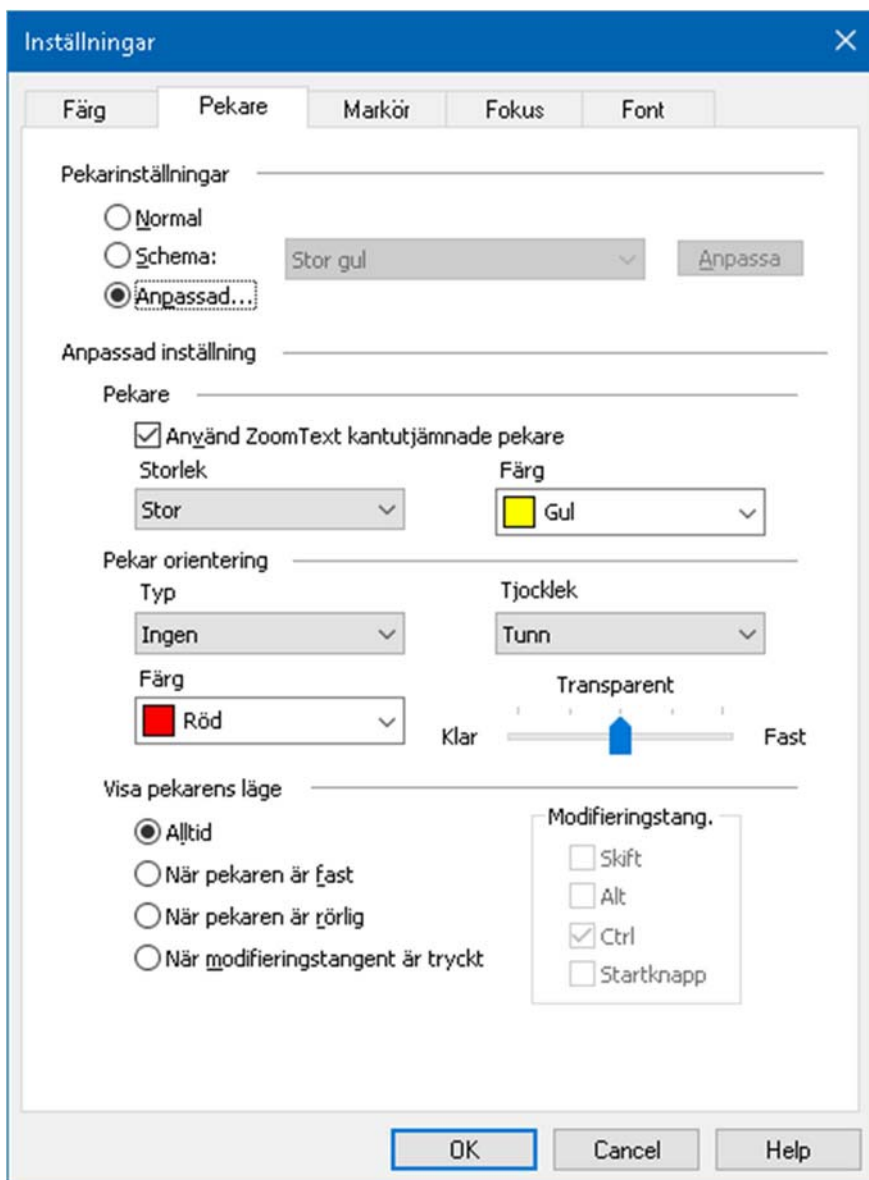 Inställningar
Färg Pekare Markör Fokus Font
Pekarinställningar
Normal
Schema: Stor gul Anpassa
Anpassad...
Anpassad inställning
Pekare
Använd ZoomText kantutjämnade pekare
Storlek Färg
Stor Gul
Pekar orientering
Typ Tjocklek
Ingen Tunn
Färg Transparent
Röd Klar Fast
Visa pekarens läge
Modifieringstang.
Alltid
Skift
När pekaren är fast
Alt
När pekaren är rörlig
Ctrl
När modifieringstangent är tryckt
Startknapp
OK Cancel Help